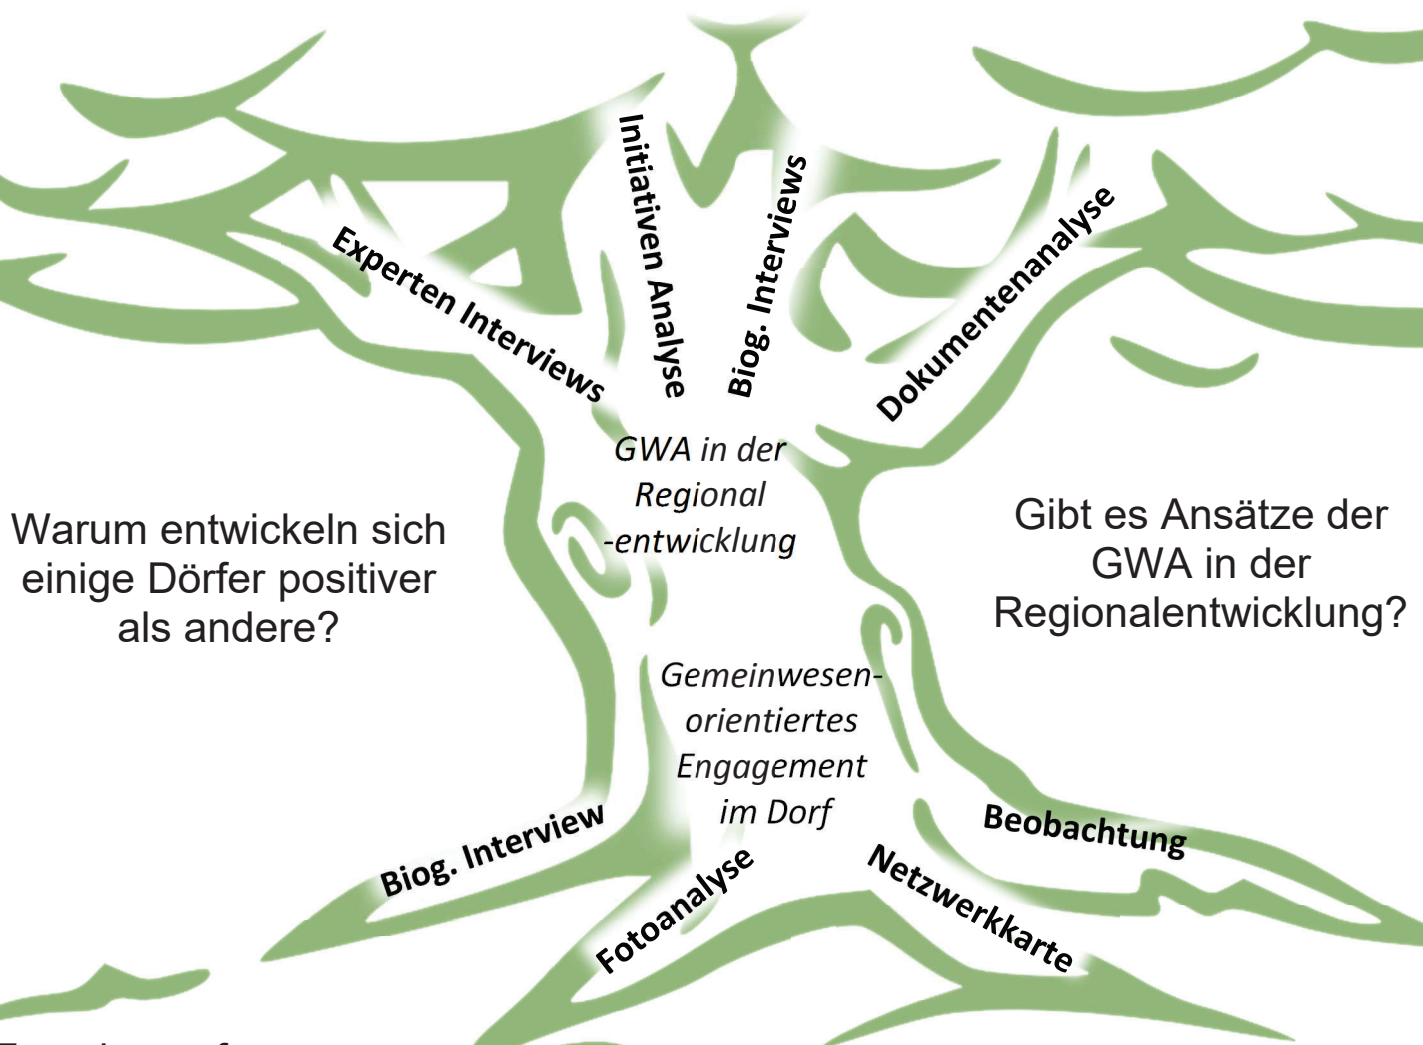 Initiativen Analyse
Biog. Interviews
Experten Interviews
Dokumentenanalyse
GWA in der
Regional
-entwicklung
Warum entwickeln sich
einige Dörfer positiver
als andere?
Gibt es Ansätze der
GWA in der
Regionalentwicklung?
Gemeinwesen-
orientiertes
Engagement
im Dorf
Biog. Interview
Fotoanalyse
Netzwerkkarte
Beobachtung